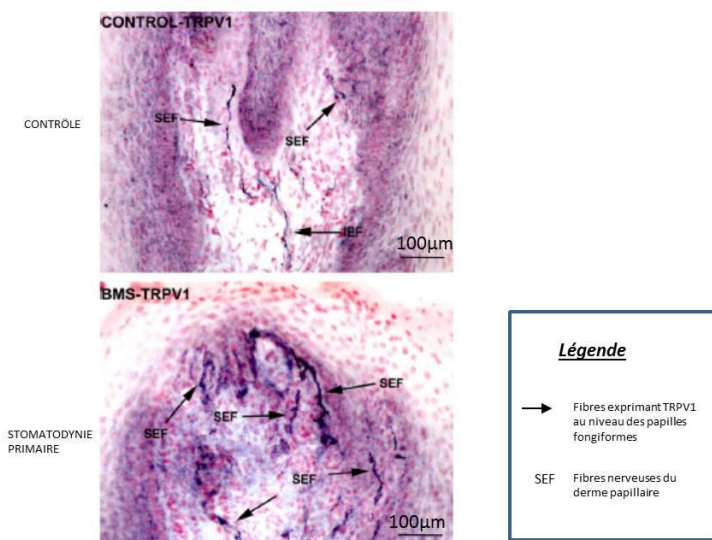 CONTROL-TRPV1
CONTRÔLE
SEF
SEF
IEF
100µm
BMS-TRPV1
STOMATODYNIE
PRIMAIRE
SEF
SEF
SEF
SEF
SEF
100µm
Légende
Fibres exprimant TRPV1
au niveau des papilles
fongiformes
SEF
Fibres nerveuses du
derme papillaire